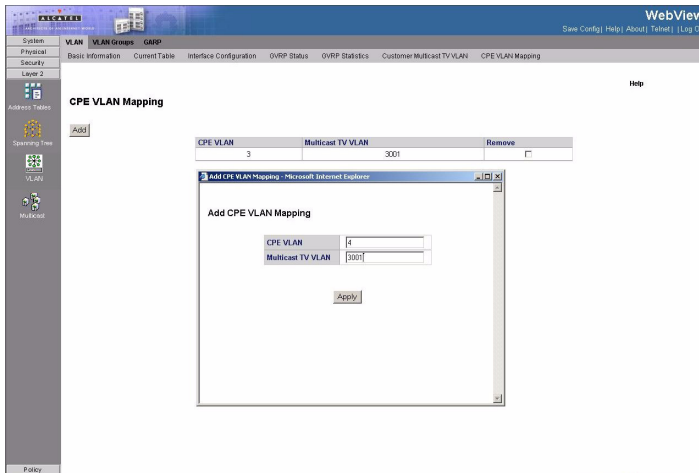 ALCATEL
WebView
Save Config| Help| About| Telnet| |Log O
System
Physical
Security
Layer 2
Address Tables
Spanning Tree
VLAN
Multicast
Policy
VLAN VLAN Groups GARP
Basic Information Current Table Interface Configuration GVRP Status GVRP Statistics Customer Multicast TV VLAN CPE VLAN Mapping
Help
CPE VLAN Mapping
Add
CPE VLAN Multicast TV VLAN Remove
3 3001
Add CPE VLAN Mapping - Microsoft Internet Explorer
Add CPE VLAN Mapping
CPE VLAN 4
Multicast TV VLAN 3001
Apply